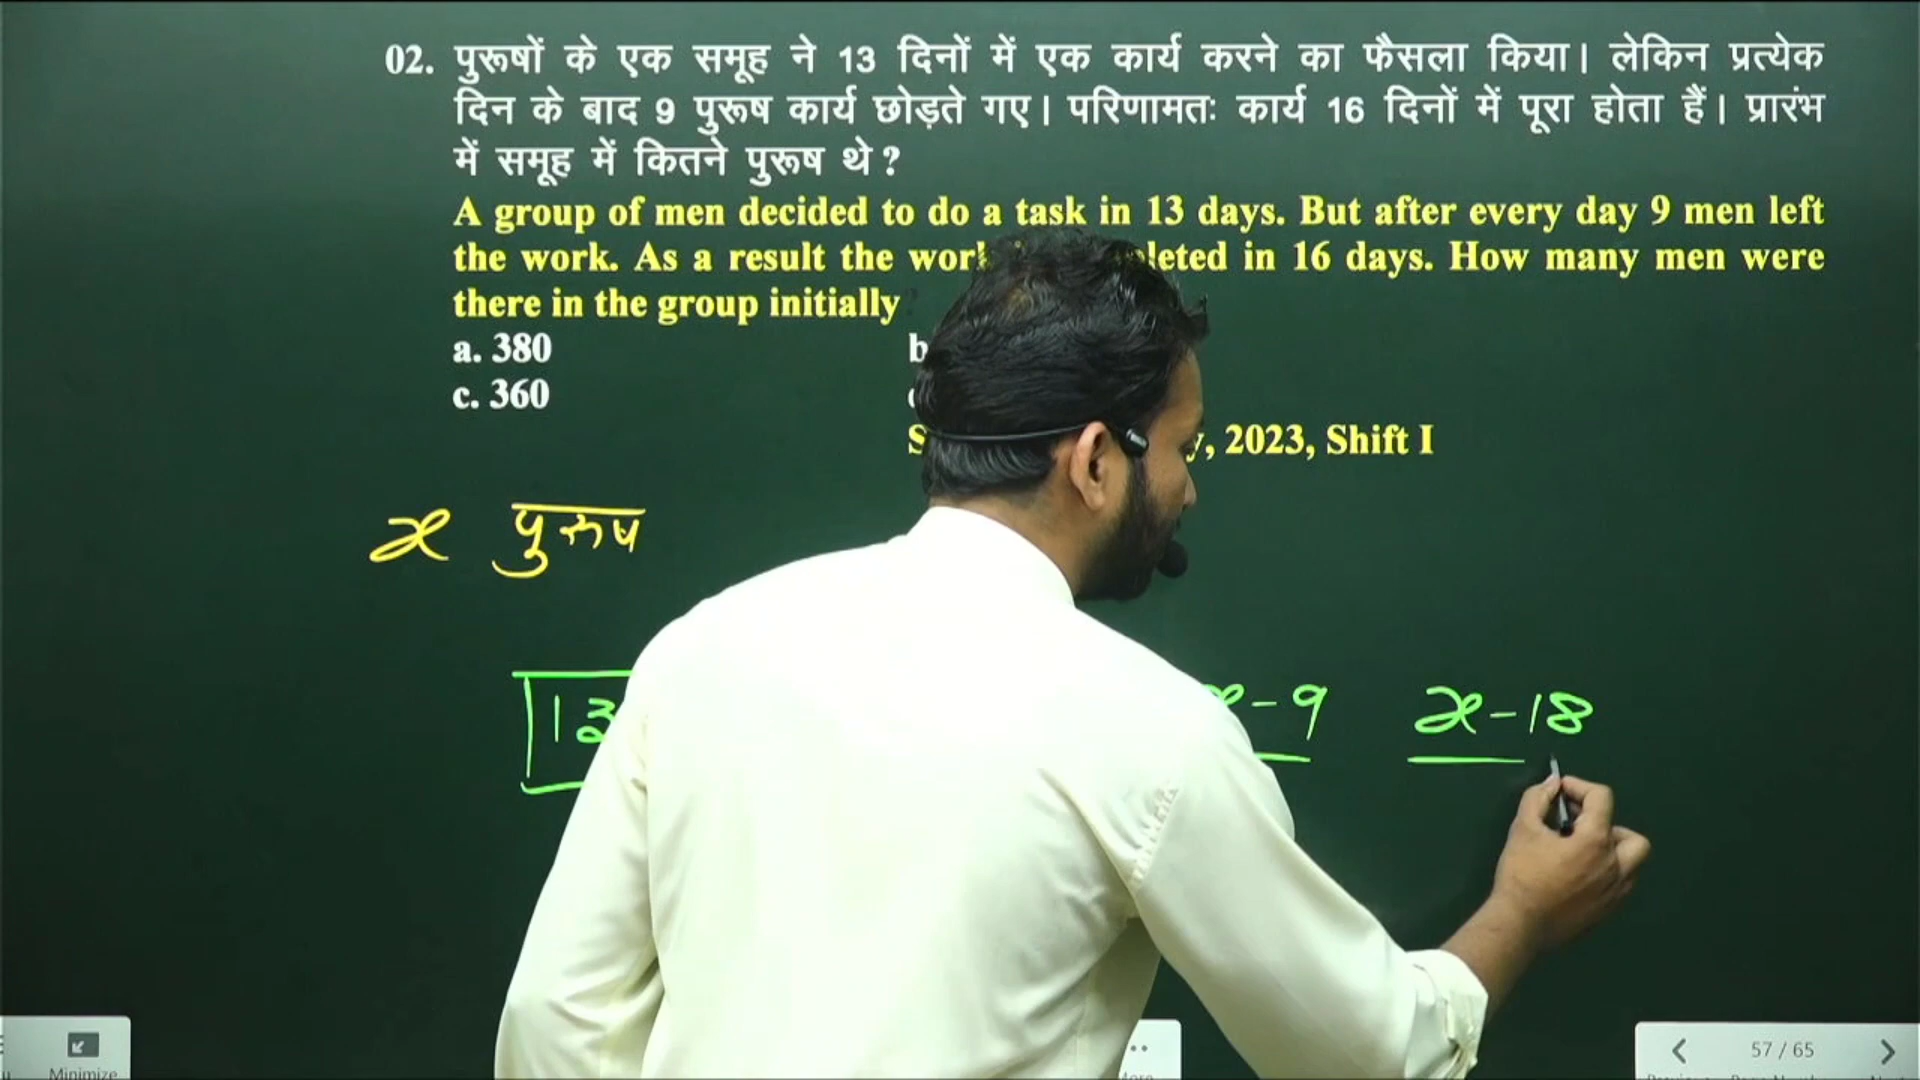 02. पुरूषों के एक समूह ने 13 दिनों में एक कार्य करने का फैसला किया। लेकिन प्रत्येक
दिन के बाद 9 पुरूष कार्य छोड़ते गए। परिणामतः कार्य 16 दिनों में पूरा होता हैं। प्रारंभ
में समूह में कितने पुरूष थे?
A group of men decided to do a task in 13 days. But after every day 9 men left
the work. As a result the work in 16 days. How many men were
there in the group initially
a. 380
c. 360
2023, Shift I
x पुरुष
13 x-9 x-18
Minimize
57 / 65